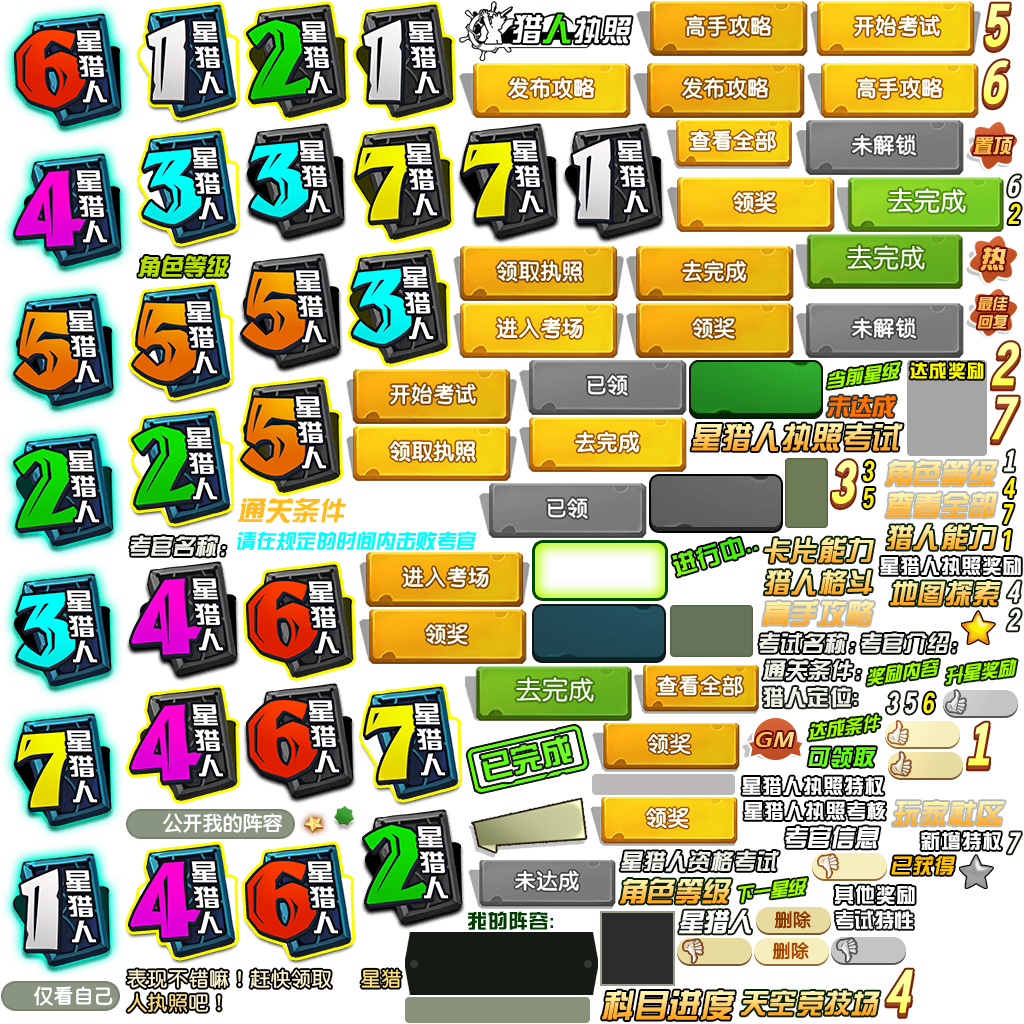 6 星猎人
1 星猎人
2 星猎人
1 星猎人
猎人执照
高手攻略
开始考试
5
发布攻略
发布攻略
高手攻略
6
4 星猎人
3 星猎人
3 星猎人
7 星猎人
7 星猎人
1 星猎人
查看全部
未解锁
置顶
领奖
去完成
6
2
角色等级
5 星猎人
3 星猎人
领取执照
去完成
去完成
热
5 星猎人
5 星猎人
进入考场
领奖
未解锁
最佳
回复
开始考试
已领
当前星级
达成奖励
2
未达成
7
5 星猎人
领取执照
去完成
星猎人执照考试
2 星猎人
2 星猎人
通关条件
已领
3
3
5
角色等级
1
查看全部
4
7
考官名称:
请在规定的时间内击败考官
进行中..
卡片能力
猎人能力
1
星猎人执照奖励
3 星猎人
4 星猎人
6 星猎人
进入考场
猎人格斗
地图探索
4
领奖
高手攻略
2
考试名称:
考官介绍:
去完成
查看全部
通关条件:
奖励内容
升星奖励
猎人定位:
3
5
6
7 星猎人
4 星猎人
6 星猎人
7 星猎人
已完成
领奖
GM
达成条件
可领取
1
星猎人执照特权
公开我的阵容
领奖
星猎人执照考核
玩家社区
考官信息
新增特权
7
1 星猎人
4 星猎人
6 星猎人
2 星猎人
未达成
星猎人资格考试
已获得
角色等级
下一星级
其他奖励
我的阵容:
星猎人
删除
考试特性
删除
仅看自己
表现不错嘛！赶快领取
人执照吧！
星猎
科目进度
天空竞技场
4